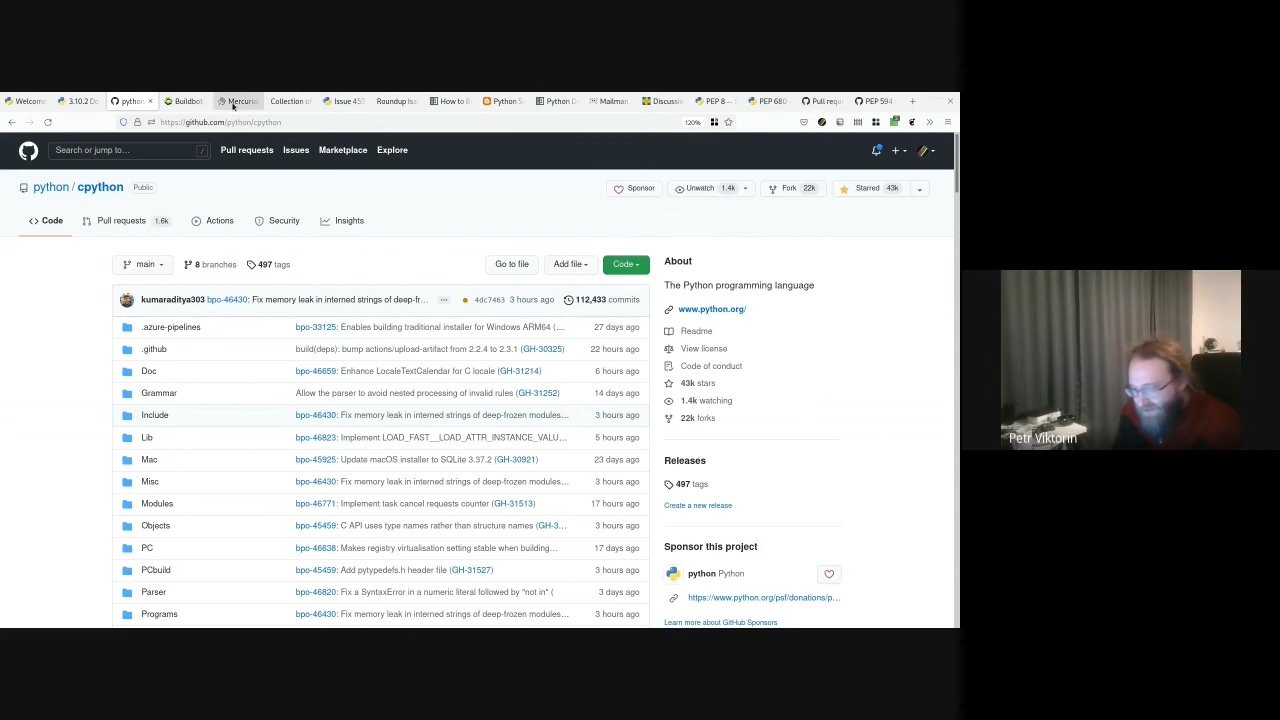 Welcome 3.10.2 Do python Buildbot Mercurial Collection of Issue 459 Roundup Iss How to B Python S Python D Mailman Discussio PEP 8 -- PEP 680 Pull requ PEP 594
https://github.com/python/cpython 120%
Search or jump to... / Pull requests Issues Marketplace Explore
python / cpython Public Sponsor Unwatch 1.4k Fork 22k Starred 43k
Code Pull requests 1.6k Actions Security Insights
main 8 branches 497 tags Go to file Add file Code
kumaraditya303 bpo-46430: Fix memory leak in interned strings of deep-fr... 4dc7463 3 hours ago 112,433 commits
.azure-pipelines bpo-33125: Enables building traditional installer for Windows ARM64 (... 27 days ago
.github build(deps): bump actions/upload-artifact from 2.2.4 to 2.3.1 (GH-30325) 22 hours ago
Doc bpo-46659: Enhance LocaleTextCalendar for C locale (GH-31214) 6 hours ago
Grammar Allow the parser to avoid nested processing of invalid rules (GH-31252) 14 days ago
Include bpo-46430: Fix memory leak in interned strings of deep-frozen modules... 3 hours ago
Lib bpo-46823: Implement LOAD_FAST__LOAD_ATTR_INSTANCE_VALU... 5 hours ago
Mac bpo-45925: Update macOS installer to SQLite 3.37.2 (GH-30921) 23 days ago
Misc bpo-46430: Fix memory leak in interned strings of deep-frozen modules... 3 hours ago
Modules bpo-46771: Implement task cancel requests counter (GH-31513) 17 hours ago
Objects bpo-45459: C API uses type names rather than structure names (GH-3... 3 hours ago
PC bpo-46638: Makes registry virtualisation setting stable when building... 17 days ago
PCbuild bpo-45459: Add pytypedefs.h header file (GH-31527) 3 hours ago
Parser bpo-46820: Fix a SyntaxError in a numeric literal followed by "not in" ( 3 days ago
Programs bpo-46430: Fix memory leak in interned strings of deep-frozen modules... 3 hours ago
About
The Python programming language
www.python.org/
Readme
View license
Code of conduct
43k stars
1.4k watching
22k forks
Releases
497 tags
Create a new release
Sponsor this project
python Python
https://www.python.org/psf/donations/p...
Learn more about GitHub Sponsors
Petr Viktorin